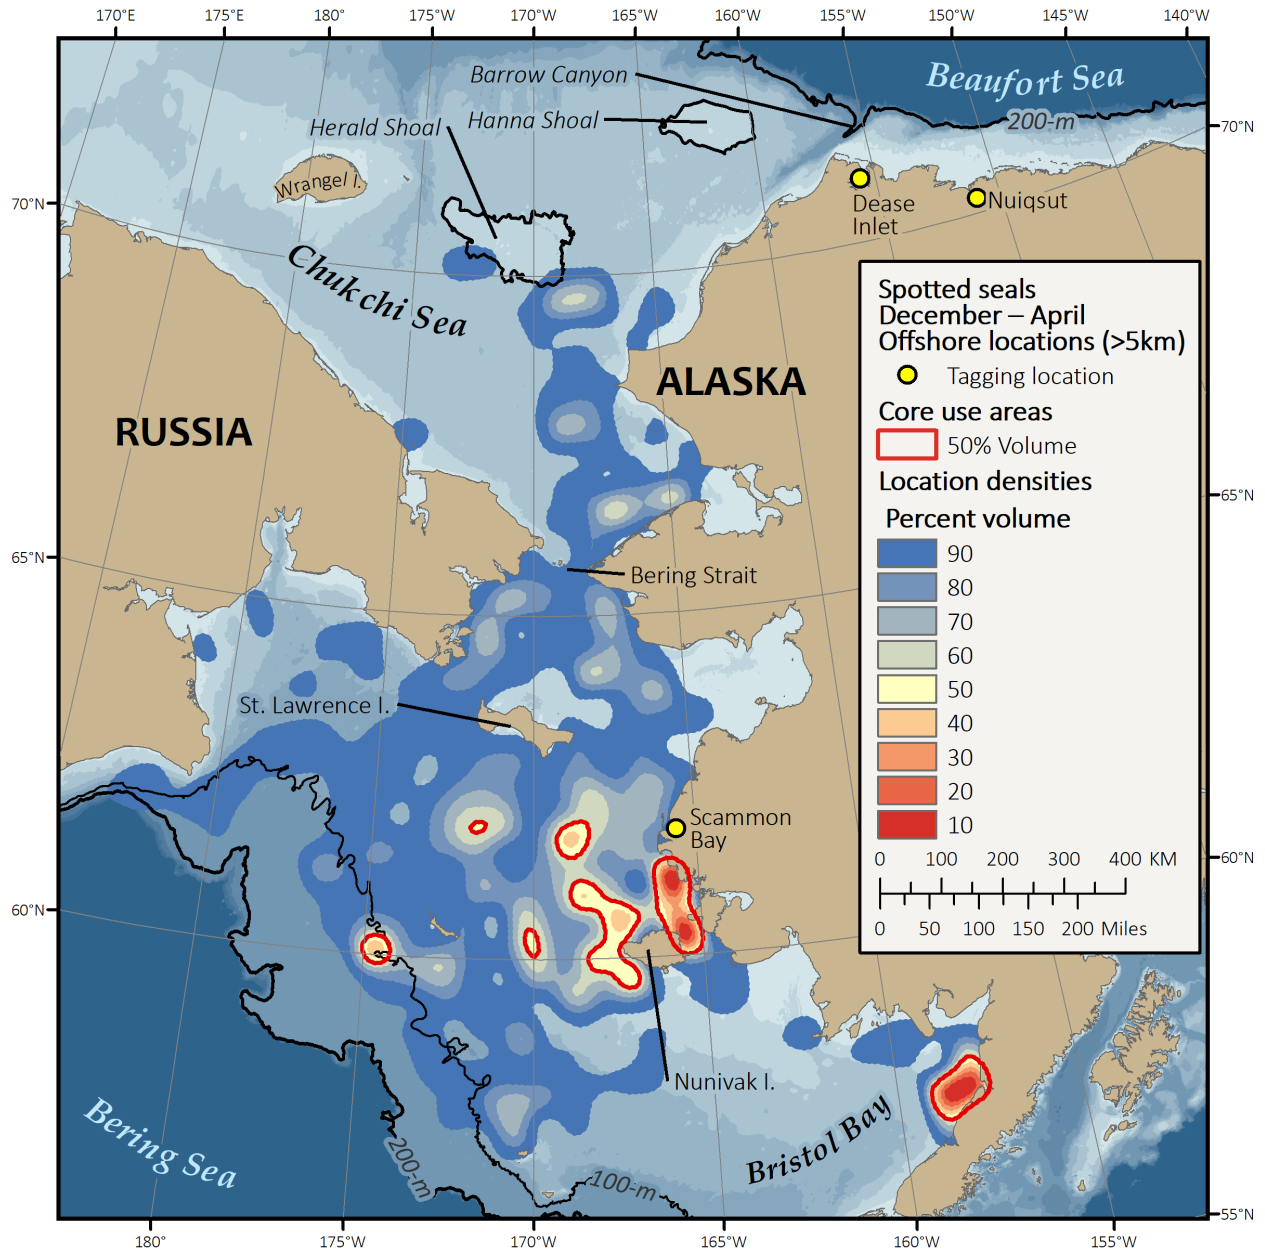 170°E 175°E 180° 175°W 170°W 165°W 160°W 155°W 150°W 145°W 140°W
Barrow Canyon
Beaufort Sea
Herald Shoal
Hanna Shoal
200-m
70°N
Wrangel I.
Dease
Inlet
Nuiqsut
70°N
Chukchi Sea
Spotted seals
December – April
Offshore locations (>5km)
Tagging location
Core use areas
50% Volume
Location densities
Percent volume
90
80
70
60
50
40
30
20
10
0 100 200 300 400 KM
0 50 100 150 200 Miles
ALASKA
RUSSIA
65°N
65°N
Bering Strait
St. Lawrence I.
Scammon
Bay
60°N
60°N
Nunivak I.
Bristol Bay
Bering Sea
200-m
100-m
55°N
180° 175°W 170°W 165°W 160°W 155°W